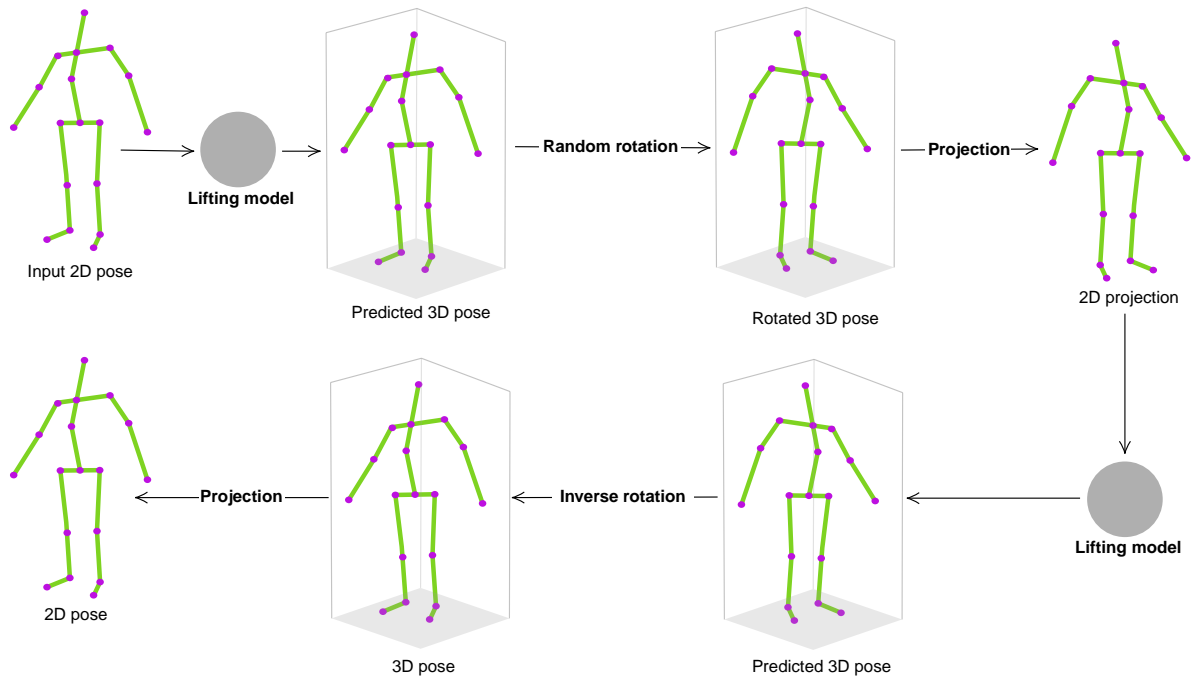 Random rotation
Projection
Lifting model
Input 2D pose
Predicted 3D pose
Rotated 3D pose
2D projection
Projection
Inverse rotation
Lifting model
2D pose
3D pose
Predicted 3D pose